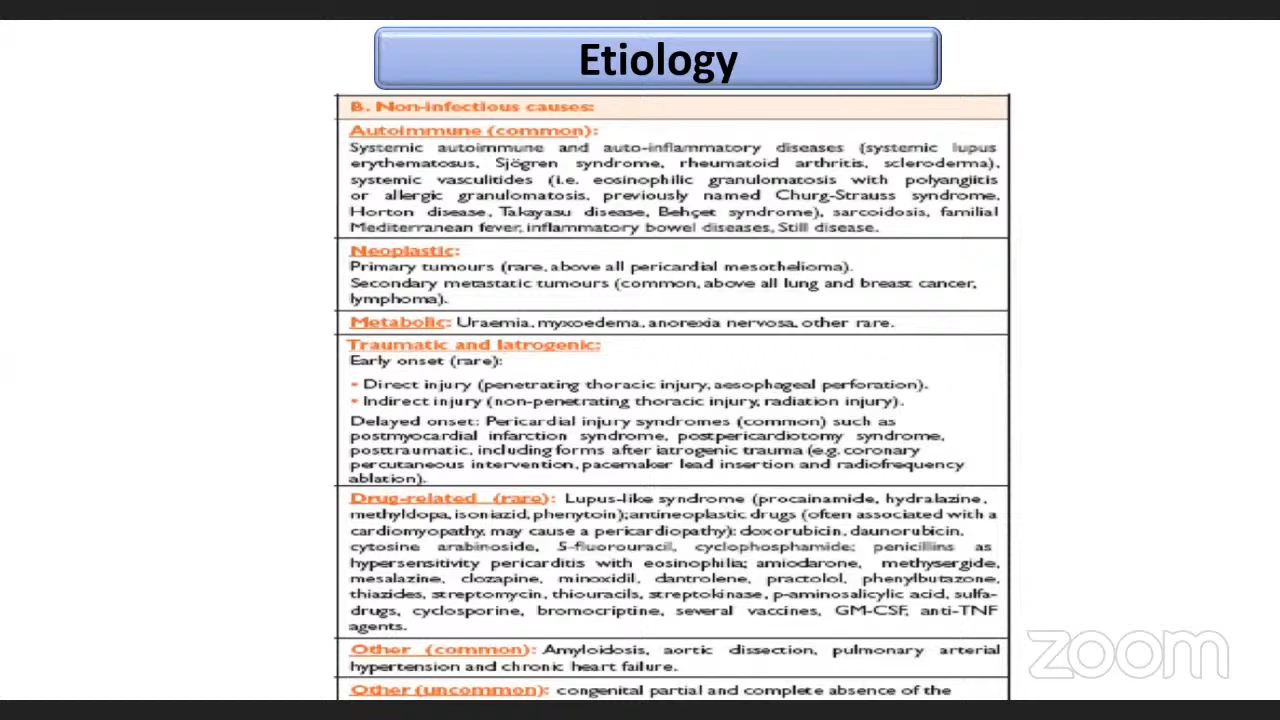 Etiology
B. Non-infectious causes:
Autoimmune (common):
Systemic autoimmune and auto-inflammatory diseases (systemic lupus
erythematosus, Sjögren syndrome, rheumatoid arthritis, scleroderma),
systemic vasculitides (i.e. eosinophilic granulomatosis with polyangiitis
or allergic granulomatosis, previously named Churg-Strauss syndrome,
Horton disease, Takayasu disease, Behçet syndrome), sarcoidosis, familial
Mediterranean fever, inflammatory bowel diseases, Still disease.
Neoplastic:
Primary tumours (rare, above all pericardial mesothelioma).
Secondary metastatic tumours (common, above all lung and breast cancer,
lymphoma).
Metabolic: Uraemia, myxoedema, anorexia nervosa, other rare.
Traumatic and Iatrogenic:
Early onset (rare):
• Direct injury (penetrating thoracic injury, aesophageal perforation).
• Indirect injury (non-penetrating thoracic injury, radiation injury).
Delayed onset: Pericardial injury syndromes (common) such as
postmyocardial infarction syndrome, postpericardiotomy syndrome,
posttraumatic, including forms after iatrogenic trauma (e.g. coronary
percutaneous intervention, pacemaker lead insertion and radiofrequency
ablation).
Drug-related (rare): Lupus-like syndrome (procainamide, hydralazine,
methyldopa, isoniazid, phenytoin); antineoplastic drugs (often associated with a
cardiomyopathy, may cause a pericardiopathy): doxorubicin, daunorubicin,
cytosine arabinoside, 5-fluorouracil, cyclophosphamide; penicillins as
hypersensitivity pericarditis with eosinophilia; amiodarone, methysergide,
mesalazine, clozapine, minoxidil, dantrolene, practolol, phenylbutazone,
thiazides, streptomycin, thiouracils, streptokinase, p-aminosalicylic acid, sulfa-
drugs, cyclosporine, bromocriptine, several vaccines, GM-CSF, anti-TNF
agents.
Other (common): Amyloidosis, aortic dissection, pulmonary arterial
hypertension and chronic heart failure.
Other (uncommon): congenital partial and complete absence of the
zoom